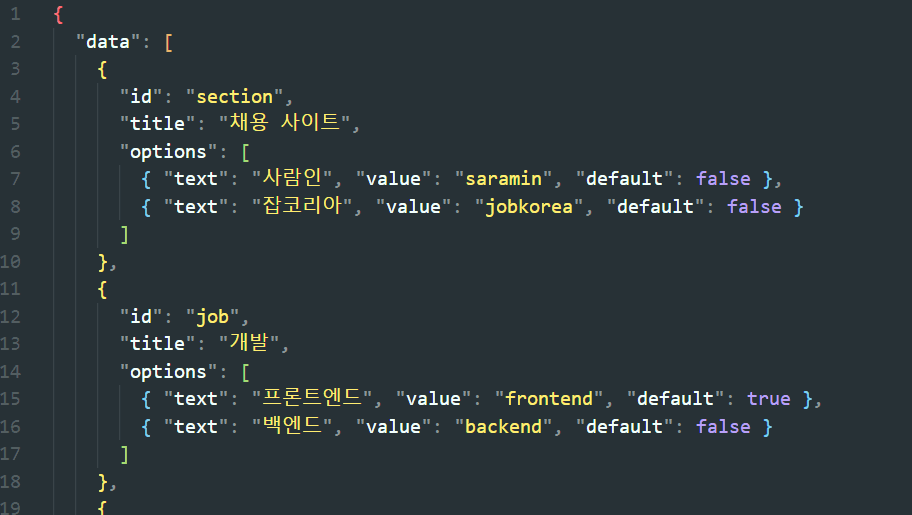 1 {
2 "data": [
3 {
4 "id": "section",
5 "title": "채용 사이트",
6 "options": [
7 { "text": "사람인", "value": "saramin", "default": false },
8 { "text": "잡코리아", "value": "jobkorea", "default": false }
9 ]
10 },
11 {
12 "id": "job",
13 "title": "개발",
14 "options": [
15 { "text": "프론트엔드", "value": "frontend", "default": true },
16 { "text": "백엔드", "value": "backend", "default": false }
17 ]
18 },
19 {